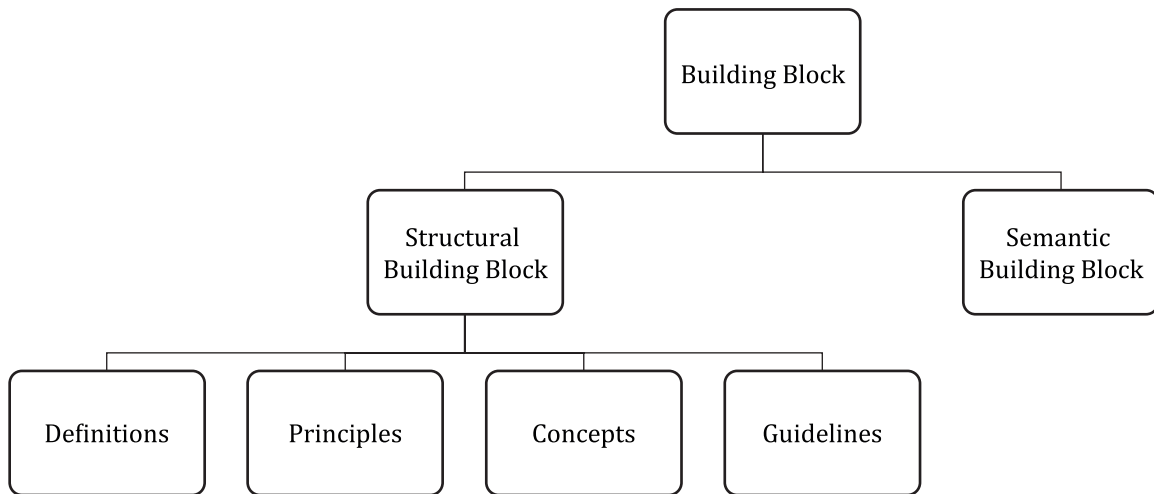 Building Block
Structural
Building Block
Semantic
Building Block
Definitions
Principles
Concepts
Guidelines